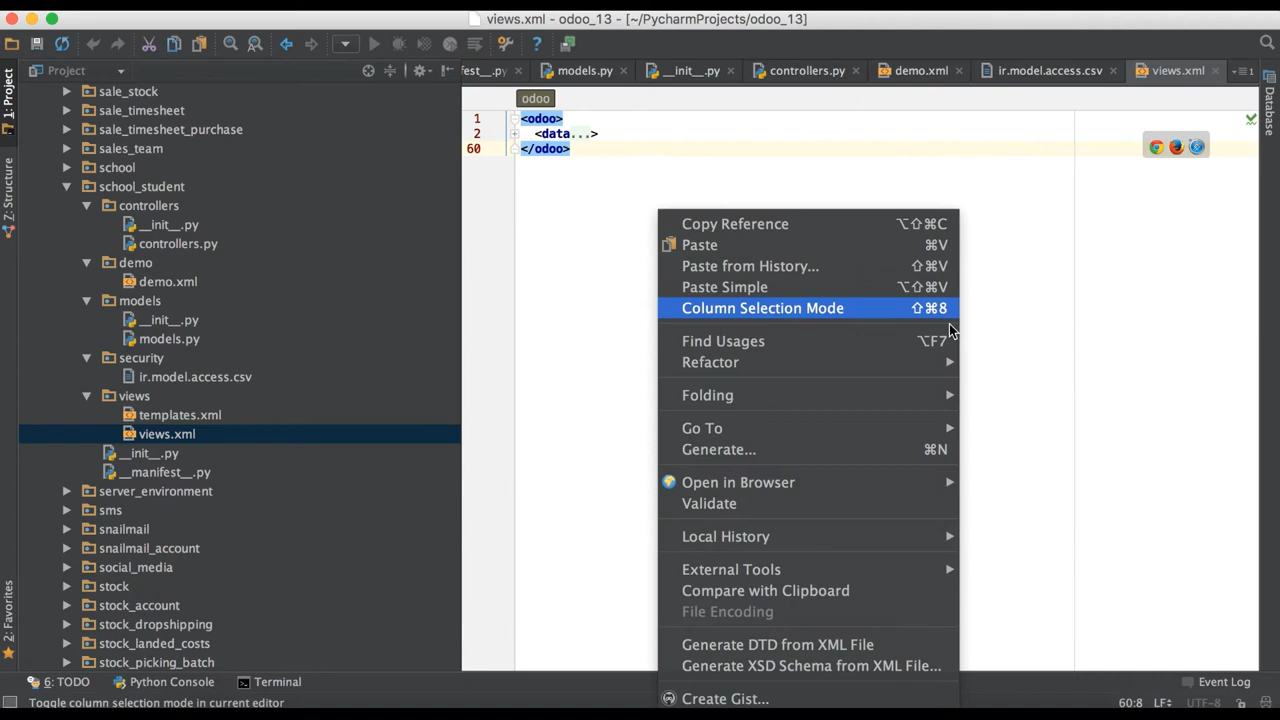 views.xml - odoo_13 - [~/PycharmProjects/odoo_13]
Project
fest__.py
models.py
__init__.py
controllers.py
demo.xml
ir.model.access.csv
views.xml
1: Project
Z: Structure
2: Favorites
Database
sale_stock
sale_timesheet
sale_timesheet_purchase
sales_team
school
school_student
controllers
__init__.py
controllers.py
demo
demo.xml
models
__init__.py
models.py
security
ir.model.access.csv
views
templates.xml
views.xml
__init__.py
__manifest__.py
server_environment
sms
snailmail
snailmail_account
social_media
stock
stock_account
stock_dropshipping
stock_landed_costs
stock_picking_batch
odoo
1 <odoo>
2 <data...>
60 </odoo>
Copy Reference ⌥⇧⌘C
Paste ⌘V
Paste from History... ⇧⌘V
Paste Simple ⌥⇧⌘V
Column Selection Mode ⇧⌘8
Find Usages ⌥F7
Refactor
Folding
Go To
Generate... ⌘N
Open in Browser
Validate
Local History
External Tools
Compare with Clipboard
File Encoding
Generate DTD from XML File
Generate XSD Schema from XML File...
Create Gist...
6: TODO
Python Console
Terminal
Event Log
Toggle column selection mode in current editor
60:8 LF UTF-8